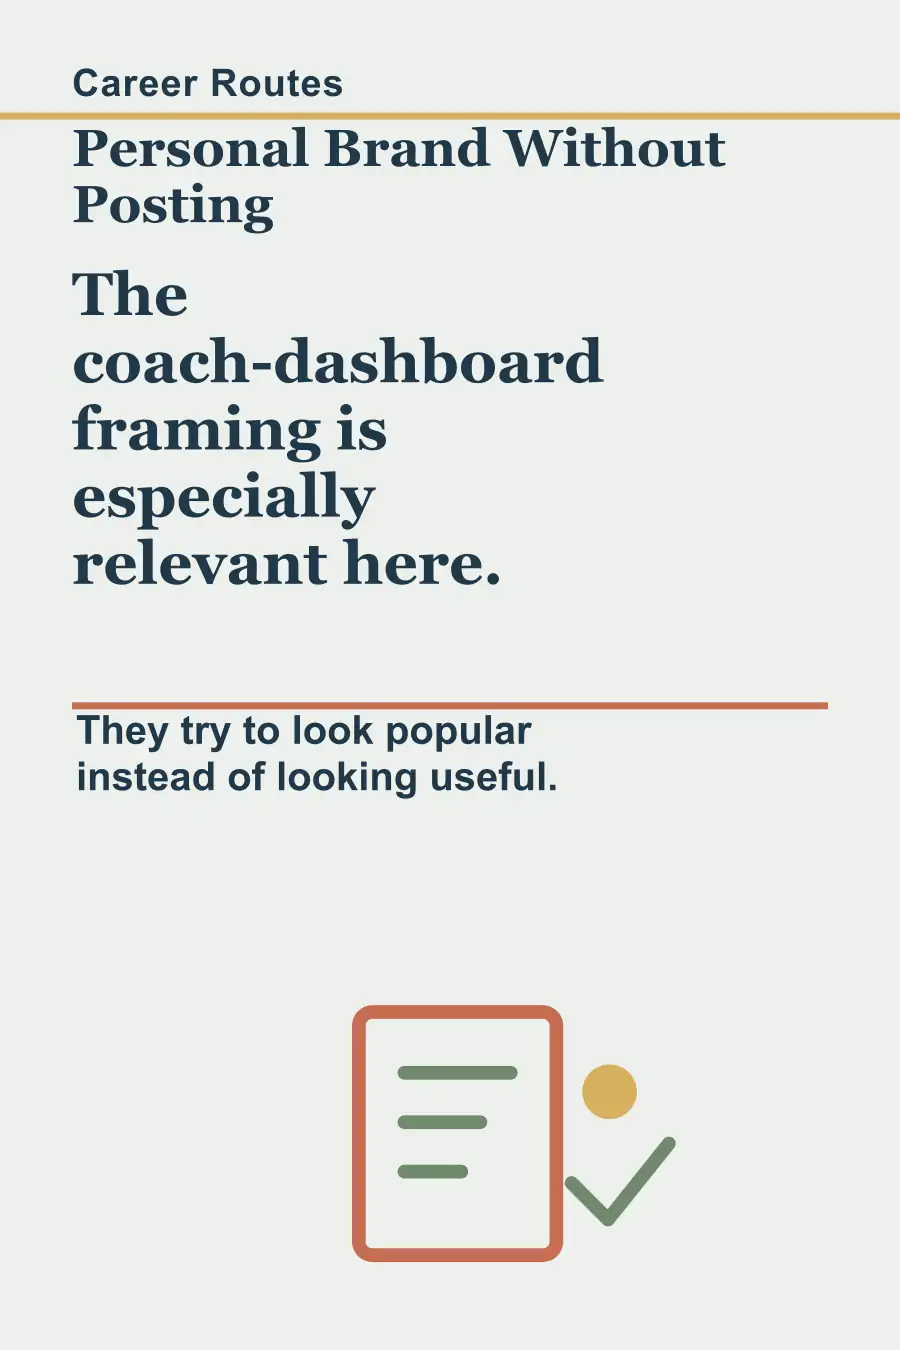 Career Routes
Personal Brand Without
Posting
The
coach-dashboard
framing is
especially
relevant here.
They try to look popular
instead of looking useful.